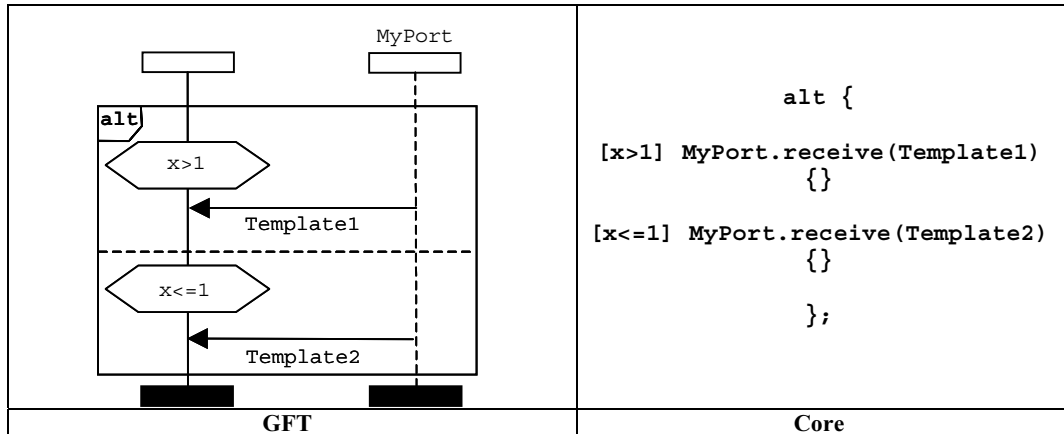 MyPort
alt
x>1
Template1
x<=1
Template2
GFT
alt {
[x>1] MyPort.receive(Template1)
{}
[x<=1] MyPort.receive(Template2)
{}
};
Core